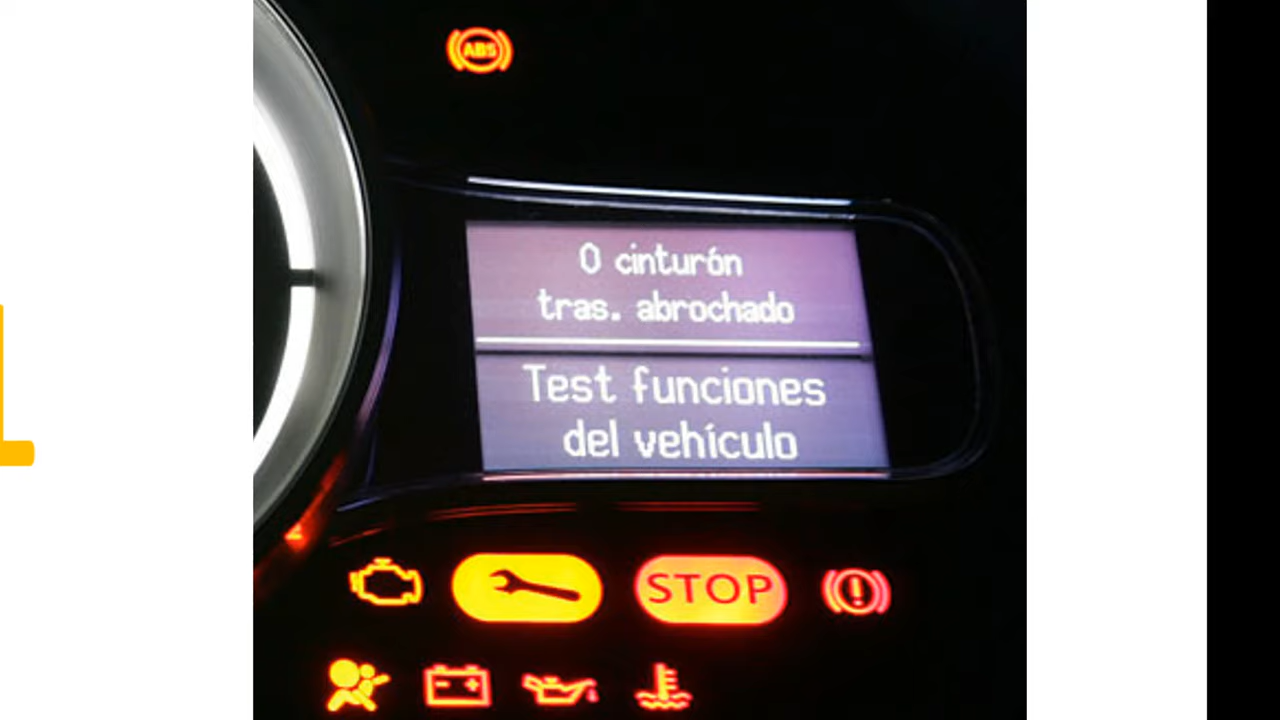 ABS
0 cinturón
tras. abrochado
Test funciones
del vehículo
STOP